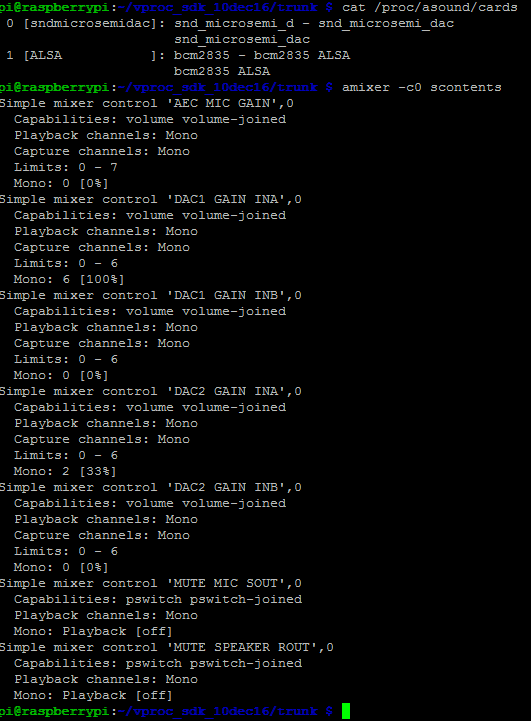 pi@raspberrypi:~/vproc_sdk_10dec16/trunk $ cat /proc/asound/cards
 0 [sndmicrosemidac]: snd_microsemi_d - snd_microsemi_dac
                      snd_microsemi_dac
 1 [ALSA           ]: bcm2835 - bcm2835 ALSA
                      bcm2835 ALSA
pi@raspberrypi:~/vproc_sdk_10dec16/trunk $ amixer -c0 scontents
Simple mixer control 'AEC MIC GAIN',0
  Capabilities: volume volume-joined
  Playback channels: Mono
  Capture channels: Mono
  Limits: 0 - 7
  Mono: 0 [0%]
Simple mixer control 'DAC1 GAIN INA',0
  Capabilities: volume volume-joined
  Playback channels: Mono
  Capture channels: Mono
  Limits: 0 - 6
  Mono: 6 [100%]
Simple mixer control 'DAC1 GAIN INB',0
  Capabilities: volume volume-joined
  Playback channels: Mono
  Capture channels: Mono
  Limits: 0 - 6
  Mono: 0 [0%]
Simple mixer control 'DAC2 GAIN INA',0
  Capabilities: volume volume-joined
  Playback channels: Mono
  Capture channels: Mono
  Limits: 0 - 6
  Mono: 2 [33%]
Simple mixer control 'DAC2 GAIN INB',0
  Capabilities: volume volume-joined
  Playback channels: Mono
  Capture channels: Mono
  Limits: 0 - 6
  Mono: 0 [0%]
Simple mixer control 'MUTE MIC SOUT',0
  Capabilities: pswitch pswitch-joined
  Playback channels: Mono
  Mono: Playback [off]
Simple mixer control 'MUTE SPEAKER ROUT',0
  Capabilities: pswitch pswitch-joined
  Playback channels: Mono
  Mono: Playback [off]
pi@raspberrypi:~/vproc_sdk_10dec16/trunk $